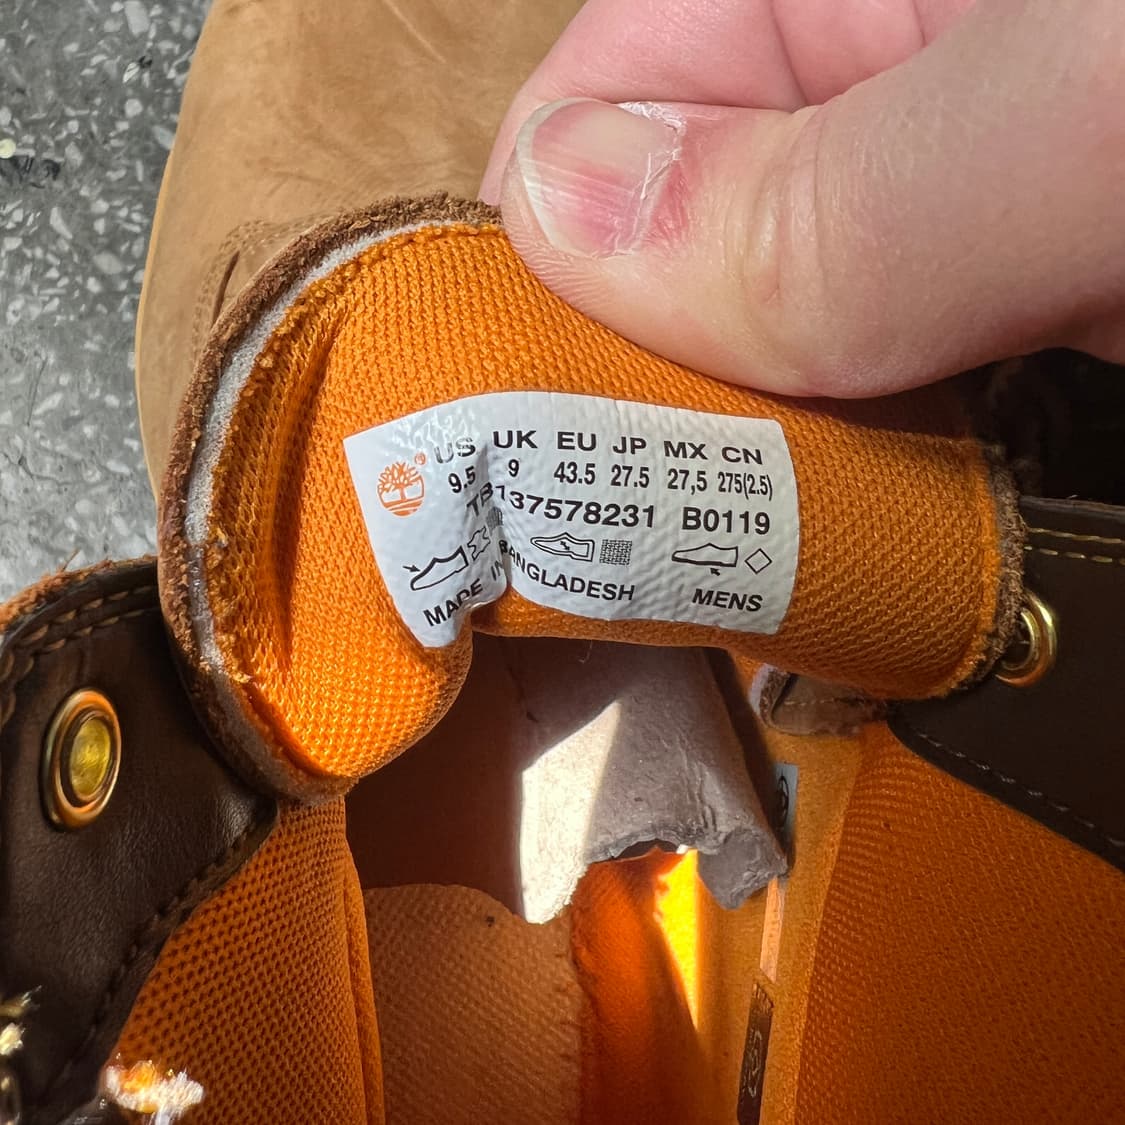 US UK EU JP MX CN
9.5 9 43.5 27.5 27,5 275(2.5)
TB137578231 B0119
MADE IN BANGLADESH MENS